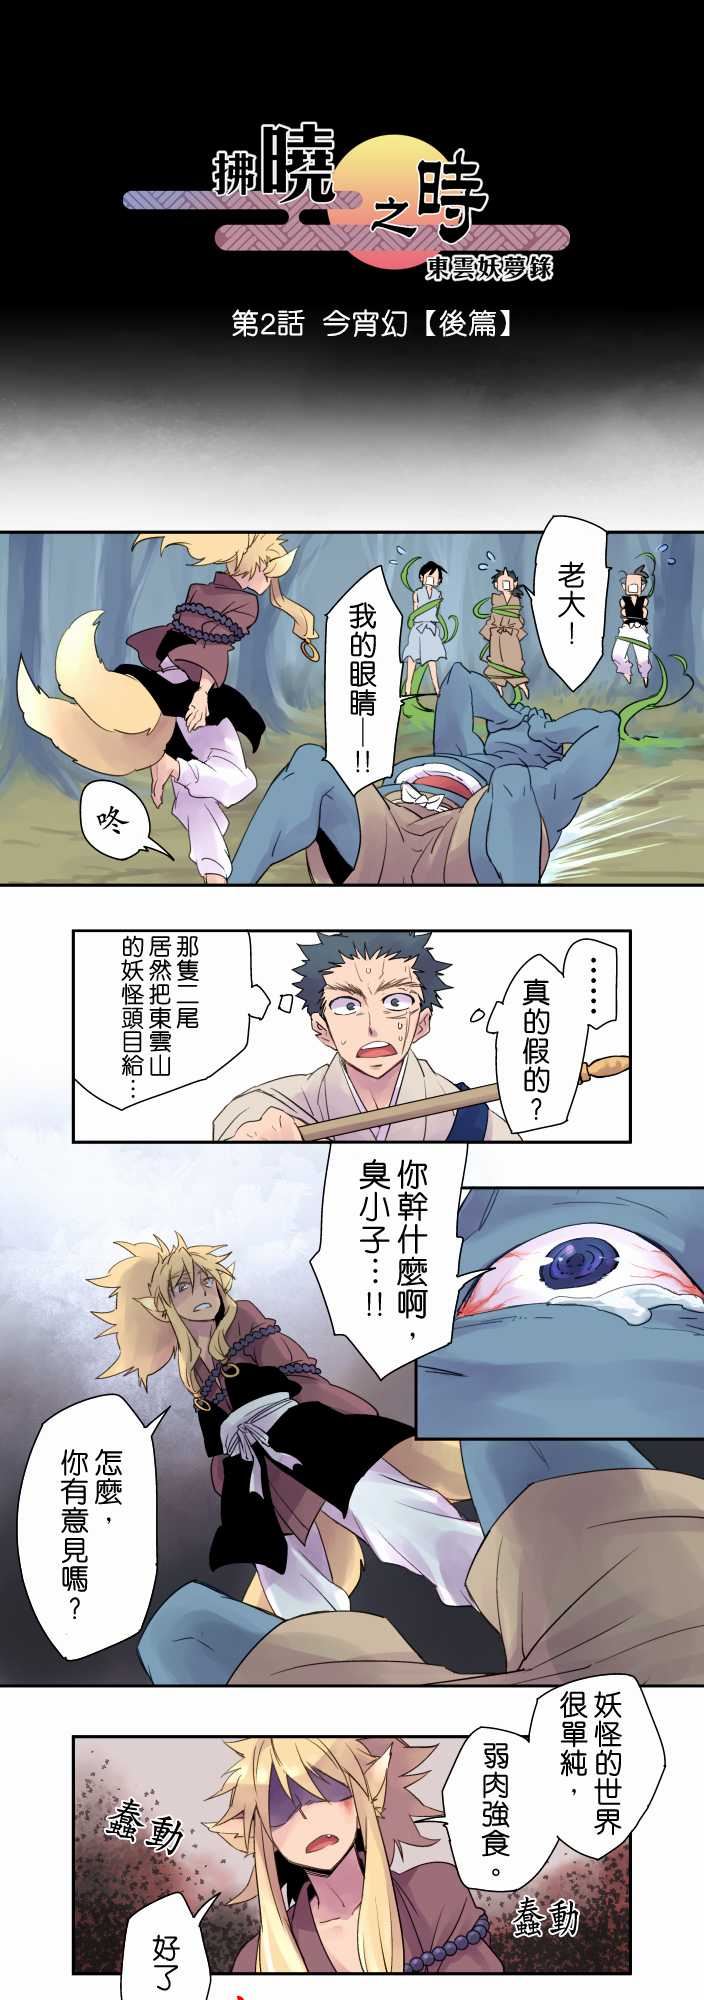 拂曉之時
東雲妖夢錄
第2話 今宵幻【後篇】
老大！
我的眼睛—!!
咚
……
真的假的？
那隻二尾
居然把東雲山
的妖怪頭目給…
你幹什麼啊，
臭小子…!!
怎麼，
你有意見嗎？
妖怪的世界
很單純，
弱肉強食。
蠢動
蠢動
好了